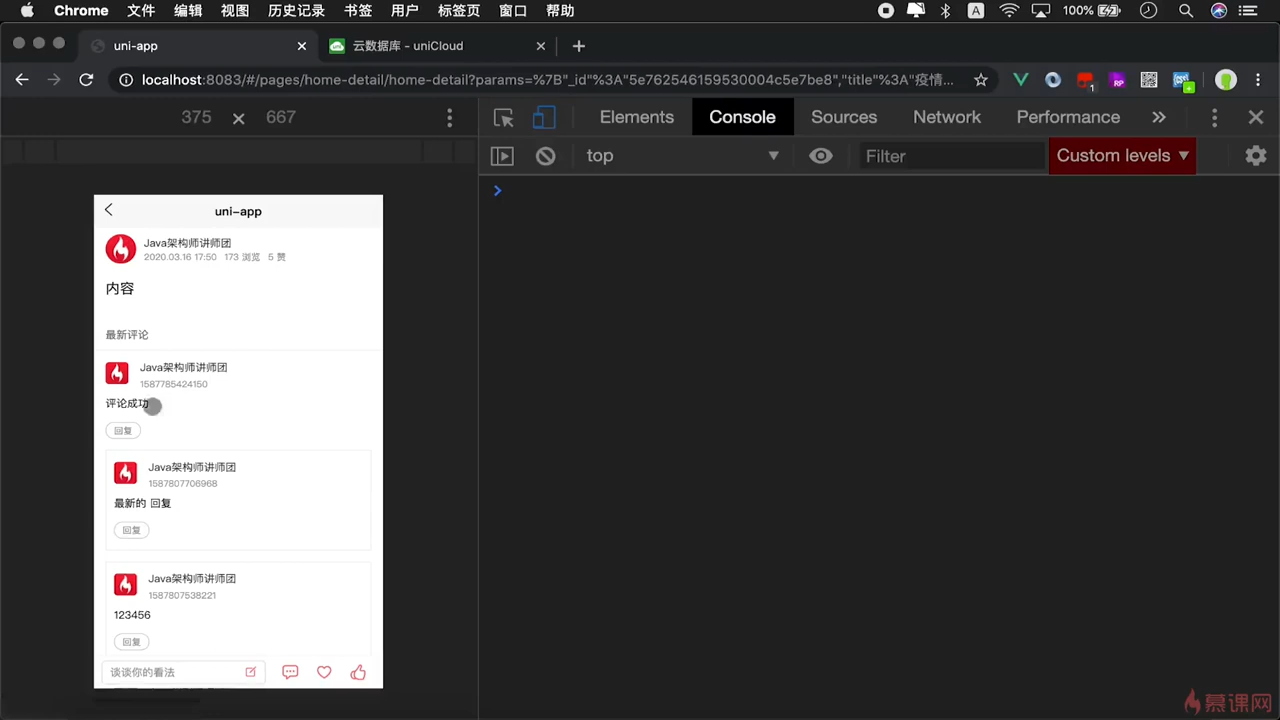 Chrome 文件 编辑 视图 历史记录 书签 用户 标签页 窗口 帮助 A 100%
uni-app 云数据库 - uniCloud
localhost:8083/#/pages/home-detail/home-detail?params=%7B"_id"%3A"5e762546159530004c5e7be8","title"%3A"疫情...
375 × 667
Elements Console Sources Network Performance
top Filter Custom levels
uni-app
Java架构师讲师团
2020.03.16 17:50 173 浏览 5 赞
内容
最新评论
Java架构师讲师团
1587785424150
评论成功
回复
Java架构师讲师团
1587807706968
最新的 回复
回复
Java架构师讲师团
1587807538221
123456
回复
谈谈你的看法
慕课网